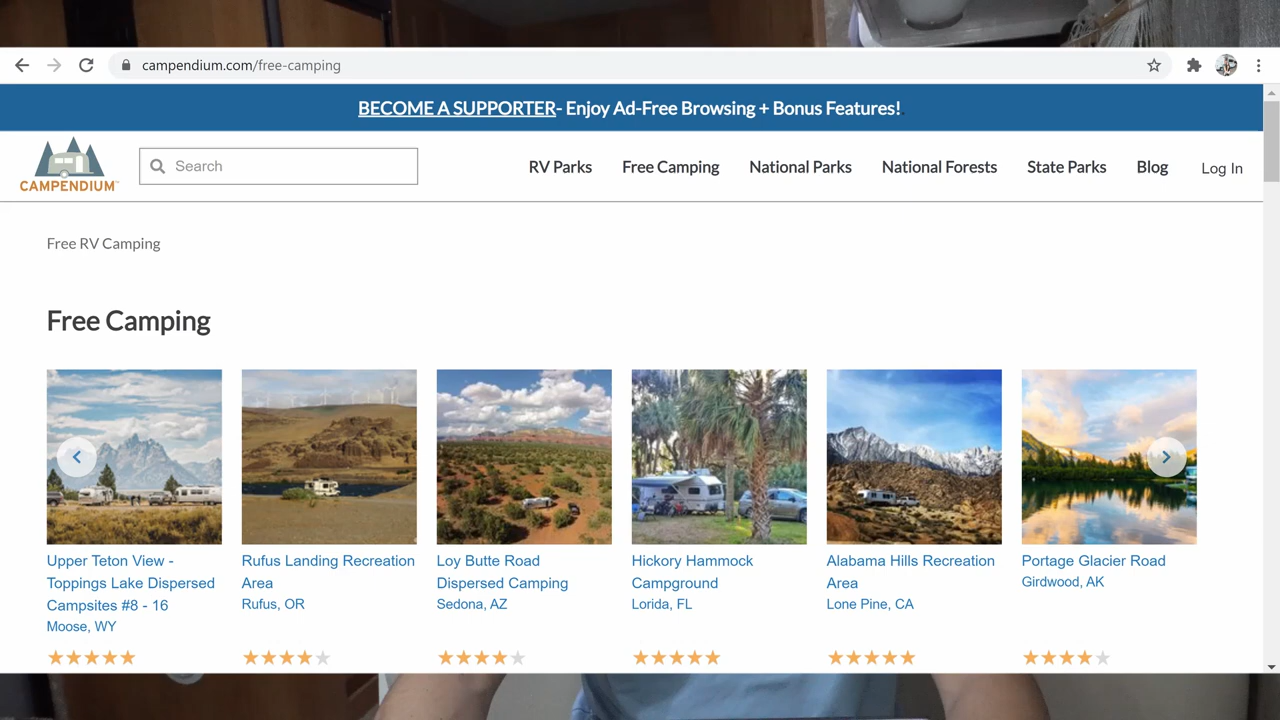 campendium.com/free-camping
BECOME A SUPPORTER- Enjoy Ad-Free Browsing + Bonus Features!
CAMPENDIUM
Search
RV Parks
Free Camping
National Parks
National Forests
State Parks
Blog
Log In
Free RV Camping
Free Camping
Upper Teton View -
Toppings Lake Dispersed
Campsites #8 - 16
Moose, WY
Rufus Landing Recreation
Area
Rufus, OR
Loy Butte Road
Dispersed Camping
Sedona, AZ
Hickory Hammock
Campground
Lorida, FL
Alabama Hills Recreation
Area
Lone Pine, CA
Portage Glacier Road
Girdwood, AK